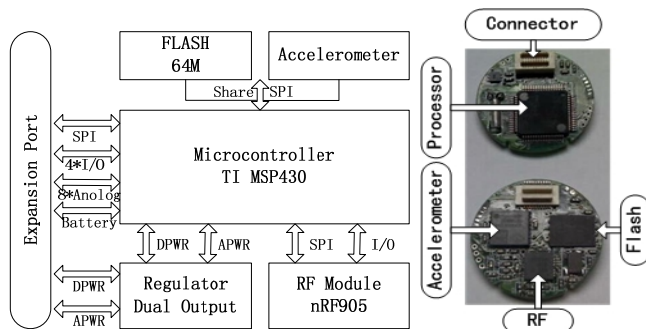 FLASH
64M
Accelerometer
Share SPI
Expansion Port
SPI
4*I/O
8*Anolog
Battery
Microcontroller
TI MSP430
DPWR
APWR
SPI
I/O
DPWR
APWR
Regulator
Dual Output
RF Module
nRF905
Connector
Processor
Accelerometer
Flash
RF